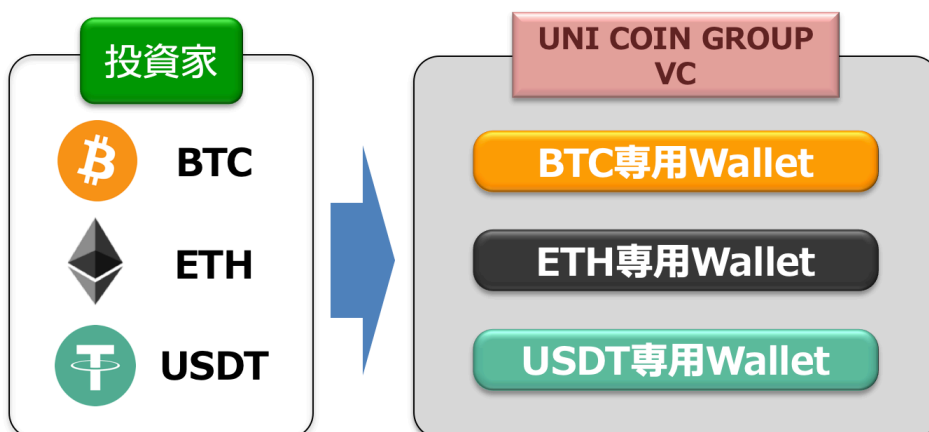 投資家
BTC
ETH
USDT
UNI COIN GROUP
VC
BTC専用Wallet
ETH専用Wallet
USDT専用Wallet